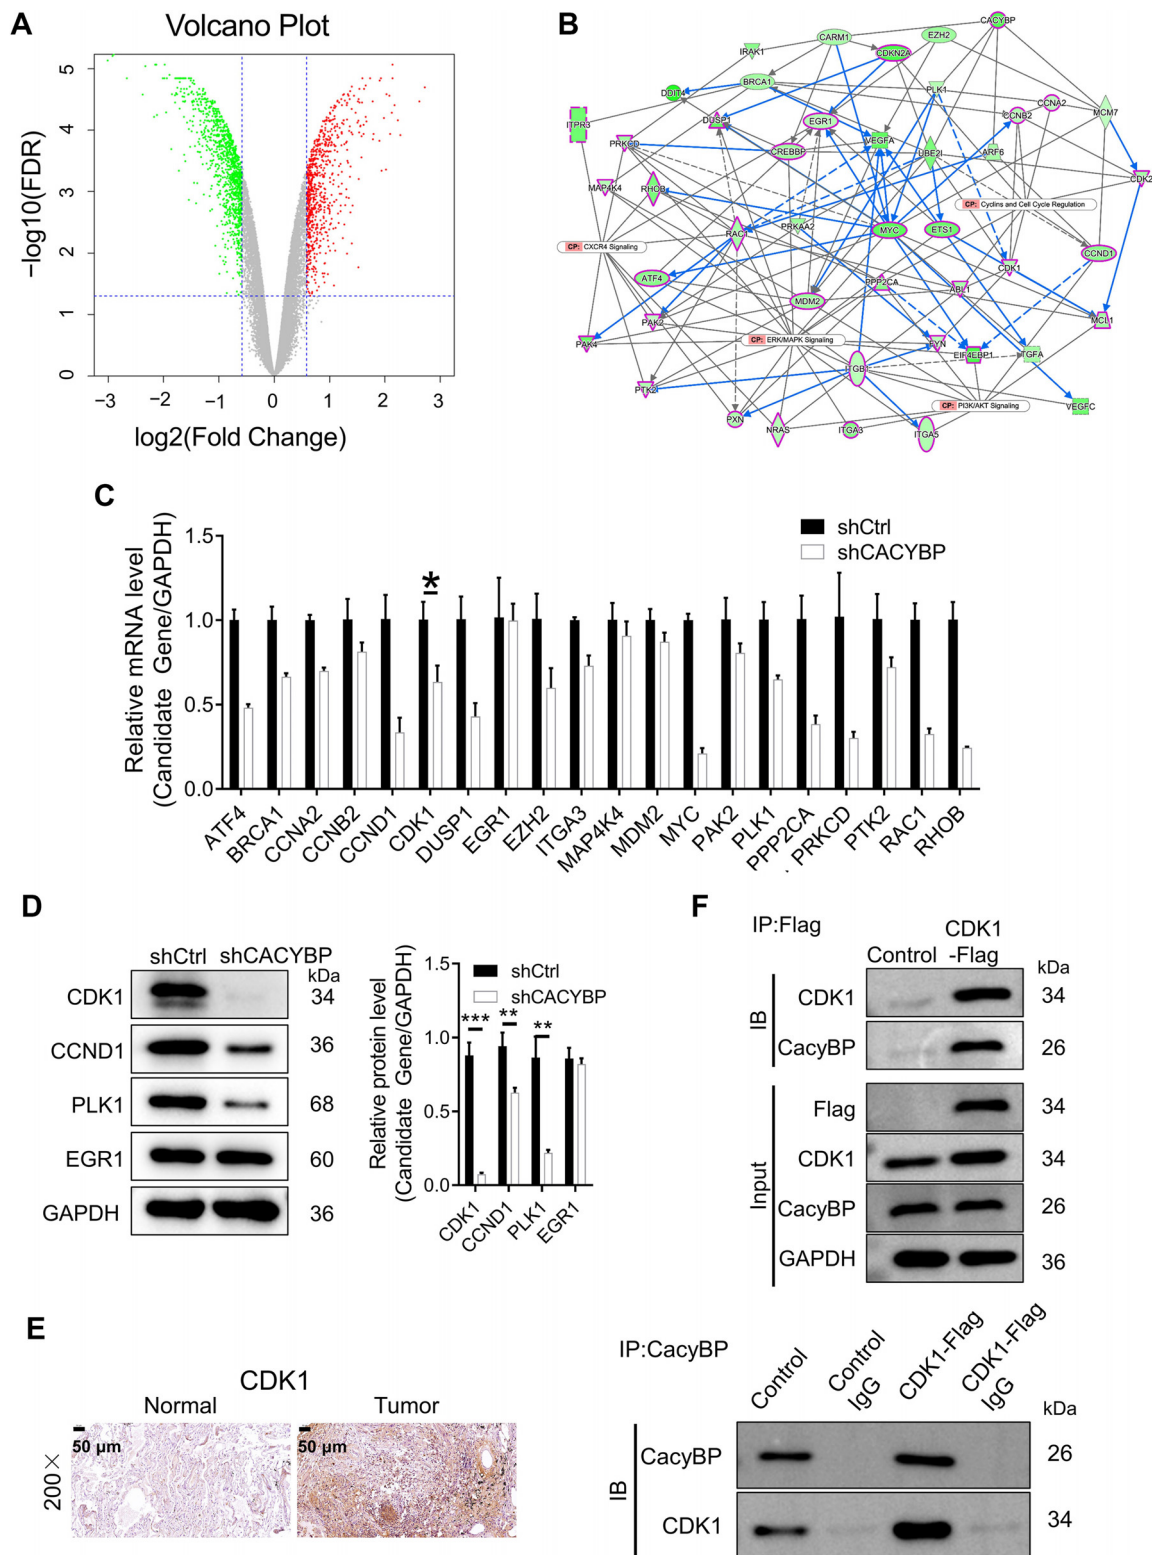 A
Volcano Plot
−log10(FDR)
5
4
3
2
1
0
−3
−2
−1
0
1
2
3
log2(Fold Change)
B
CACYBP
CARM1
EZH2
IRAK1
CDKN2A
BRCA1
PLK1
DDIT4
CCNA2
CCNB2
MCM7
ITPR3
DUSP1
EGR1
VEGFA
PRKCD
CREBBP
UBE2I
ARF6
CDK2
MAP4K4
RHOB
CP: Cyclins and Cell Cycle Regulation
RAC1
PRKAA2
MYC
ETS1
CP: CXCR4 Signaling
CCND1
CDK1
ATF4
PPP2CA
ABL1
MDM2
PAK2
MCL1
PAK4
CP: ERK/MAPK Signaling
FYN
EIF4EBP1
TGFA
ITGB1
PTK2
CP: PI3K/AKT Signaling
VEGFC
PXN
NRAS
ITGA3
ITGA5
C
Relative mRNA level
(Candidate Gene/GAPDH)
1.5
1.0
0.5
0.0
shCtrl
shCACYBP
*
ATF4
BRCA1
CCNA2
CCNB2
CCND1
CDK1
DUSP1
EGR1
EZH2
ITGA3
MAP4K4
MDM2
MYC
PAK2
PLK1
PPP2CA
PRKCD
PTK2
RAC1
RHOB
D
shCtrl shCACYBP
kDa
CDK1 34
CCND1 36
PLK1 68
EGR1 60
GAPDH 36
Relative protein level
(Candidate Gene/GAPDH)
1.5
1.0
0.5
0.0
shCtrl
shCACYBP
*** ** **
CDK1
CCND1
PLK1
EGR1
E
CDK1
Normal Tumor
200×
50 μm
50 μm
F
IP:Flag
Control
CDK1
-Flag
kDa
IB
CDK1 34
CacyBP 26
Input
Flag 34
CDK1 34
CacyBP 26
GAPDH 36
IP:CacyBP
Control
Control
IgG
CDK1-Flag
CDK1-Flag
IgG
kDa
IB
CacyBP 26
CDK1 34